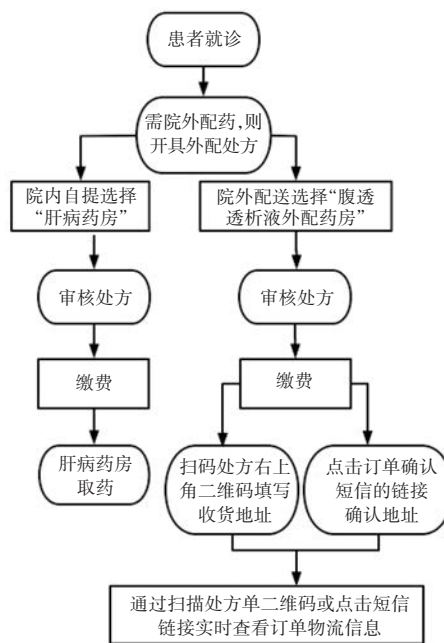 患者就诊
需院外配药,则
开具外配处方
院内自提选择
“肝病药房”
院外配送选择“腹透
透析液外配药房”
审核处方
审核处方
缴费
缴费
肝病药房
取药
扫码处方右上
角二维码填写
收货地址
点击订单确认
短信的链接
确认地址
通过扫描处方单二维码或点击短信
链接实时查看订单物流信息